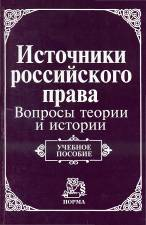 Источники
российского
права
Вопросы теории
и истории
УЧЕБНОЕ
ПОСОБИЕ
НОРМА